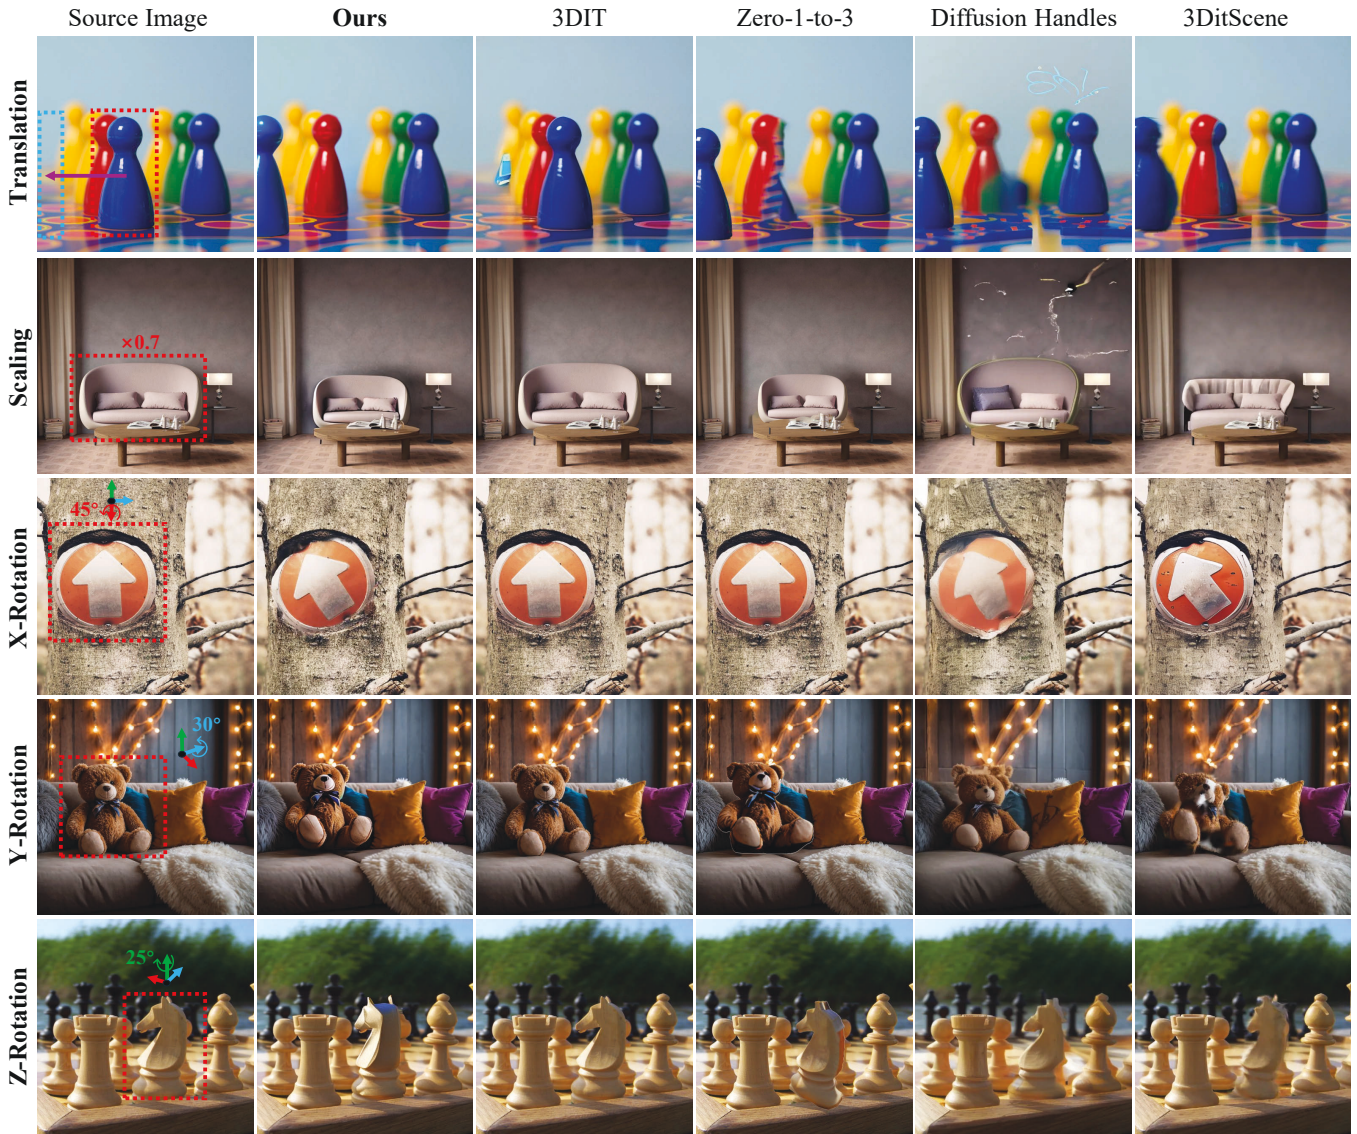 Source Image
Ours
3DIT
Zero-1-to-3
Diffusion Handles
3DitScene
Translation
Scaling
×0.7
X-Rotation
45°
Y-Rotation
30°
Z-Rotation
25°